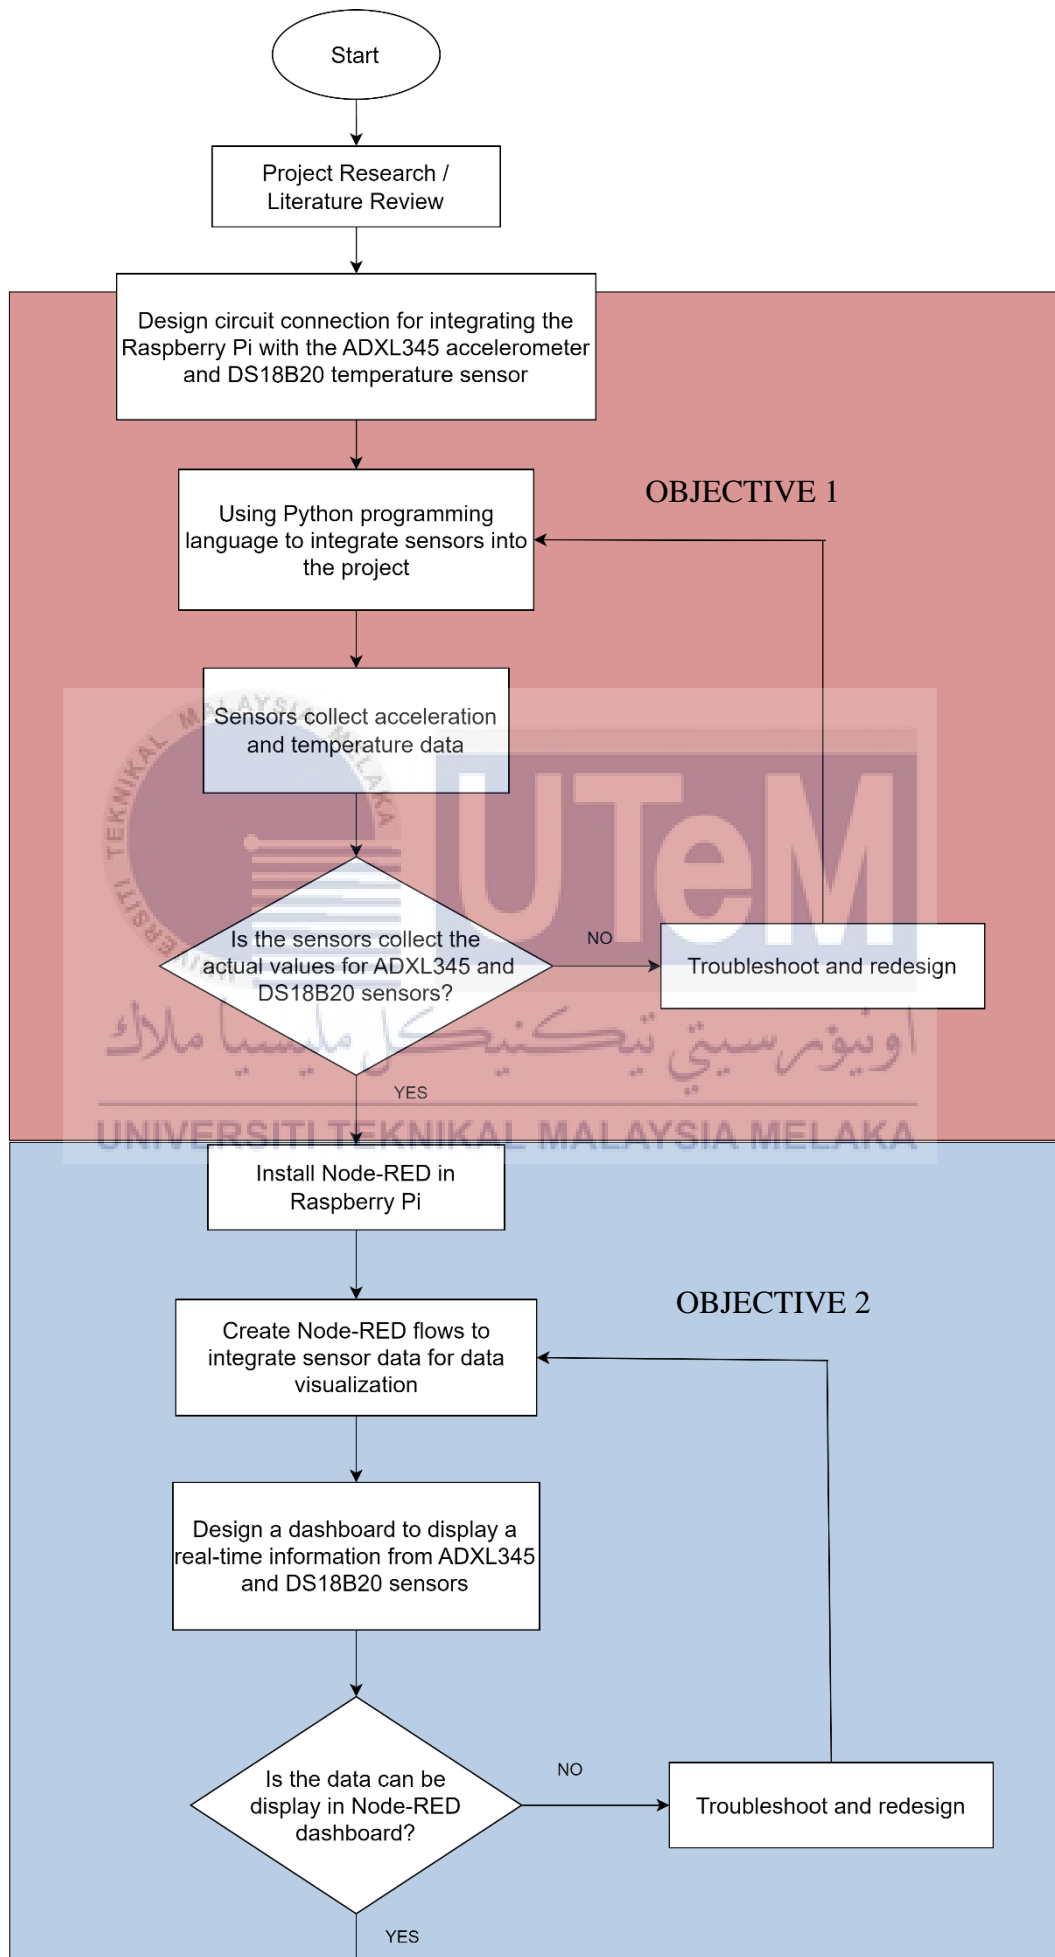 Start
Project Research /
Literature Review
Design circuit connection for integrating the
Raspberry Pi with the ADXL345 accelerometer
and DS18B20 temperature sensor
OBJECTIVE 1
Using Python programming
language to integrate sensors into
the project
Sensors collect acceleration
and temperature data
UNIVERSITI TEKNIKAL MALAYSIA MELAKA
UTeM
Is the sensors collect the
actual values for ADXL345 and
DS18B20 sensors?
NO
Troubleshoot and redesign
اونيۏرسيتي تيكنيكل مليسيا ملاك
YES
UNIVERSITI TEKNIKAL MALAYSIA MELAKA
Install Node-RED in
Raspberry Pi
OBJECTIVE 2
Create Node-RED flows to
integrate sensor data for data
visualization
Design a dashboard to display a
real-time information from ADXL345
and DS18B20 sensors
Is the data can be
display in Node-RED
dashboard?
NO
Troubleshoot and redesign
YES